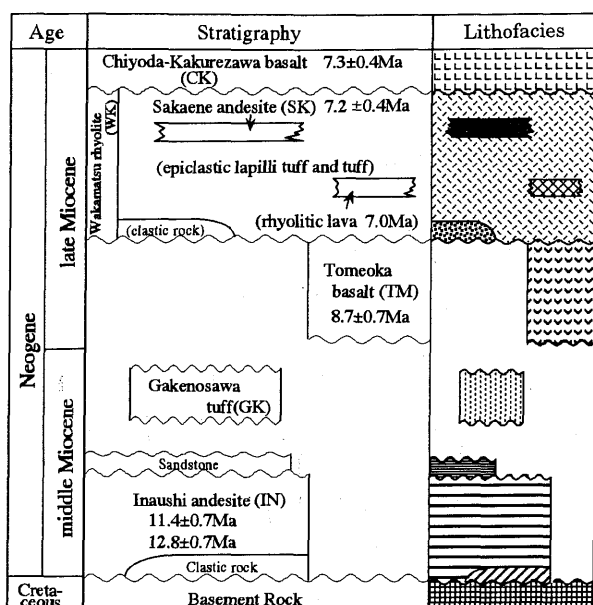 Age
Stratigraphy
Lithofacies
Neogene
late Miocene
middle Miocene
Chiyoda-Kakurezawa basalt 7.3±0.4Ma
(CK)
Wakamatsu rhyolite
(WK)
Sakaene andesite (SK) 7.2 ±0.4Ma
(epiclastic lapilli tuff and tuff)
(rhyolitic lava 7.0Ma)
(clastic rock)
Tomeoka
basalt (TM)
8.7±0.7Ma
Gakenosawa
tuff(GK)
Sandstone
Inaushi andesite (IN)
11.4±0.7Ma
12.8±0.7Ma
Clastic rock
Creta-
ceous
Basement Rock